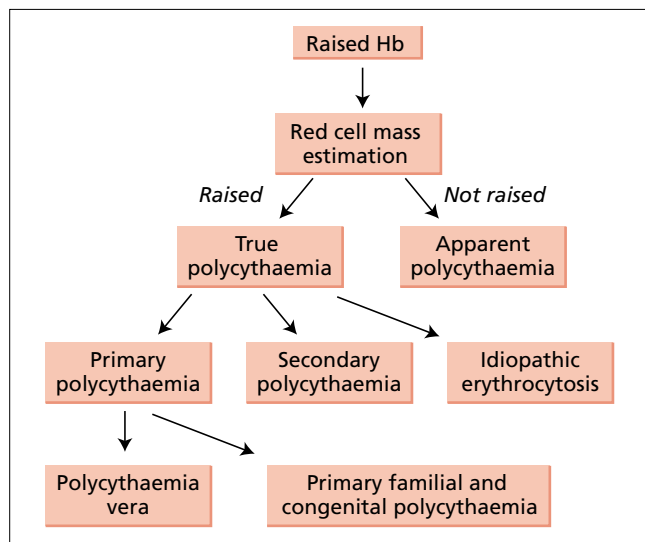 Raised Hb
Red cell mass
estimation
Raised
Not raised
True
polycythaemia
Apparent
polycythaemia
Primary
polycythaemia
Secondary
polycythaemia
Idiopathic
erythrocytosis
Polycythaemia
vera
Primary familial and
congenital polycythaemia